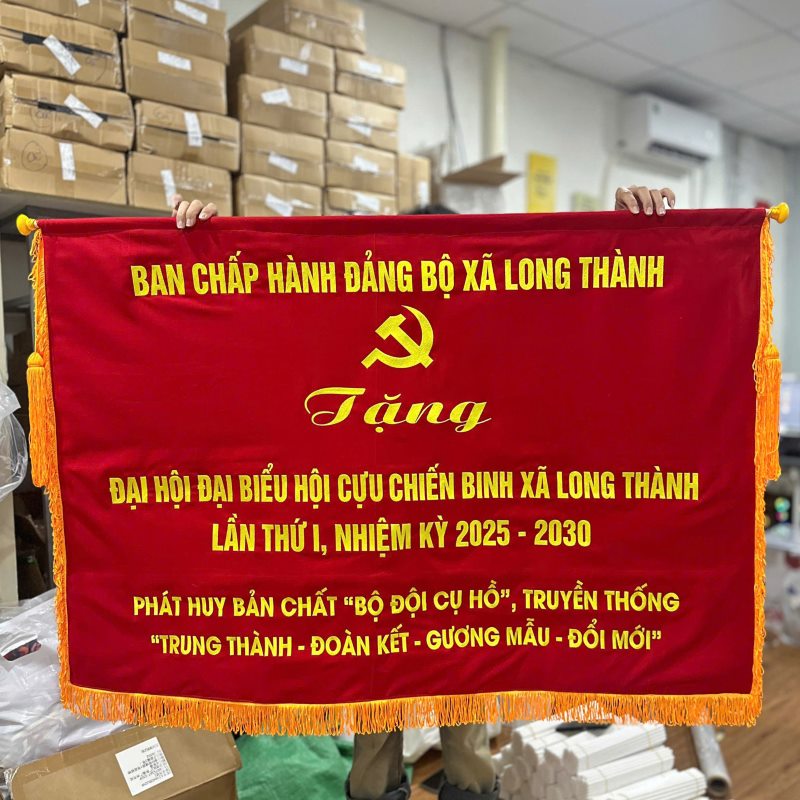 BAN CHẤP HÀNH ĐẢNG BỘ XÃ LONG THÀNH
Tặng
ĐẠI HỘI ĐẠI BIỂU HỘI CỰU CHIẾN BINH XÃ LONG THÀNH
LẦN THỨ I, NHIỆM KỲ 2025 - 2030
PHÁT HUY BẢN CHẤT “BỘ ĐỘI CỤ HỒ”, TRUYỀN THỐNG
“TRUNG THÀNH - ĐOÀN KẾT - GƯƠNG MẪU - ĐỔI MỚI”